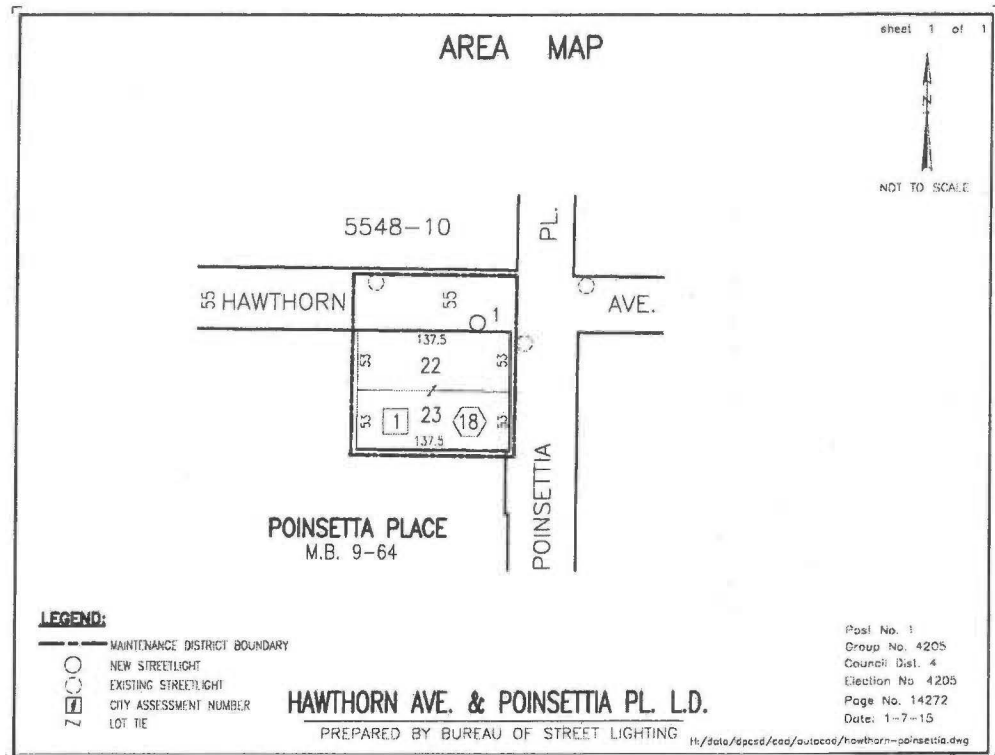 sheet 1 of 1
AREA MAP
N
NOT TO SCALE
5548-10
PL.
55 HAWTHORN
55
AVE.
1
137.5
53 22 53
53 1 23 18 53
137.5
POINSETTIA
POINSETTA PLACE
M.B. 9-64
LEGEND:
MAINTENANCE DISTRICT BOUNDARY
NEW STREETLIGHT
EXISTING STREETLIGHT
# CITY ASSESSMENT NUMBER
LOT TIE
HAWTHORN AVE. & POINSETTIA PL. L.D.
PREPARED BY BUREAU OF STREET LIGHTING
Post No. 1
Group No. 4205
Council Dist. 4
Election No 4205
Page No. 14272
Date: 1-7-15
H:/data/dpcsd/cad/autocad/hawthorn-poinsettia.dwg